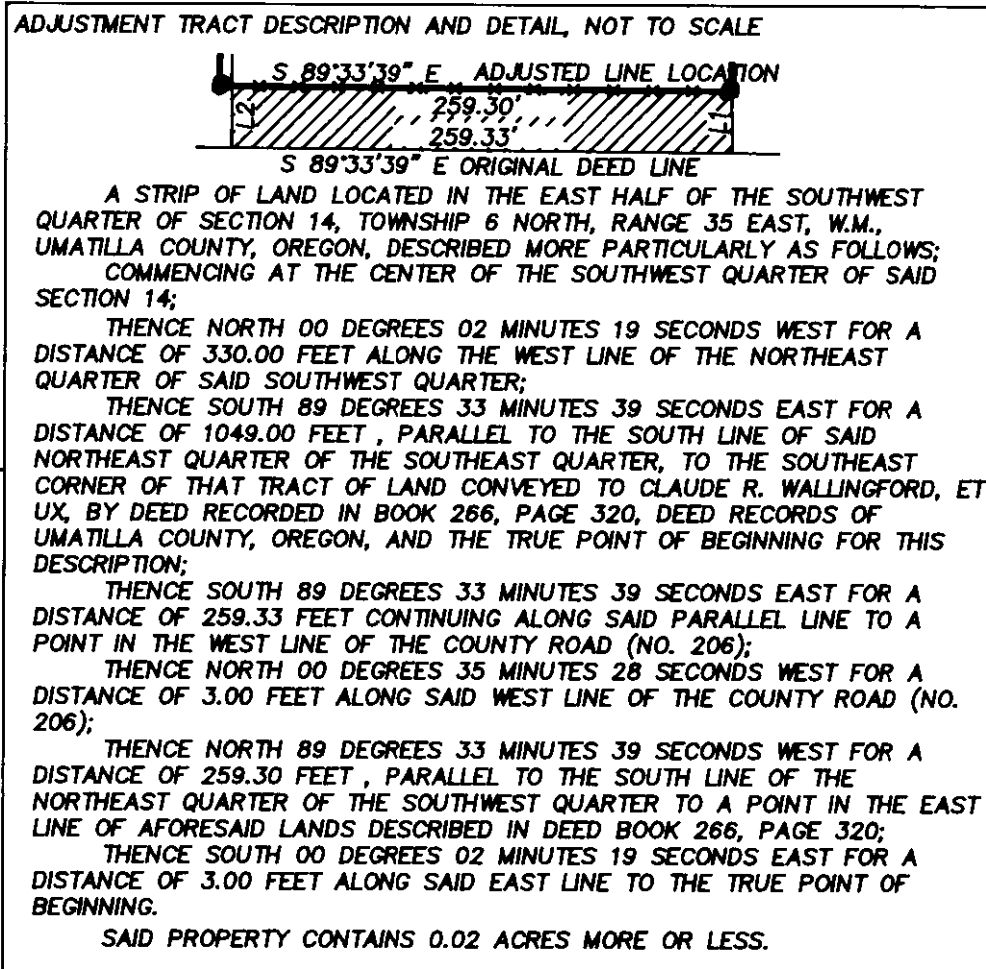 ADJUSTMENT TRACT DESCRIPTION AND DETAIL, NOT TO SCALE
S 89°33'39" E ADJUSTED LINE LOCATION
L2
259.30'
259.33'
L1
S 89°33'39" E ORIGINAL DEED LINE
A STRIP OF LAND LOCATED IN THE EAST HALF OF THE SOUTHWEST
QUARTER OF SECTION 14, TOWNSHIP 6 NORTH, RANGE 35 EAST, W.M.,
UMATILLA COUNTY, OREGON, DESCRIBED MORE PARTICULARLY AS FOLLOWS;
COMMENCING AT THE CENTER OF THE SOUTHWEST QUARTER OF SAID
SECTION 14;
THENCE NORTH 00 DEGREES 02 MINUTES 19 SECONDS WEST FOR A
DISTANCE OF 330.00 FEET ALONG THE WEST LINE OF THE NORTHEAST
QUARTER OF SAID SOUTHWEST QUARTER;
THENCE SOUTH 89 DEGREES 33 MINUTES 39 SECONDS EAST FOR A
DISTANCE OF 1049.00 FEET , PARALLEL TO THE SOUTH LINE OF SAID
NORTHEAST QUARTER OF THE SOUTHEAST QUARTER, TO THE SOUTHEAST
CORNER OF THAT TRACT OF LAND CONVEYED TO CLAUDE R. WALLINGFORD, ET
UX, BY DEED RECORDED IN BOOK 266, PAGE 320, DEED RECORDS OF
UMATILLA COUNTY, OREGON, AND THE TRUE POINT OF BEGINNING FOR THIS
DESCRIPTION;
THENCE SOUTH 89 DEGREES 33 MINUTES 39 SECONDS EAST FOR A
DISTANCE OF 259.33 FEET CONTINUING ALONG SAID PARALLEL LINE TO A
POINT IN THE WEST LINE OF THE COUNTY ROAD (NO. 206);
THENCE NORTH 00 DEGREES 35 MINUTES 28 SECONDS WEST FOR A
DISTANCE OF 3.00 FEET ALONG SAID WEST LINE OF THE COUNTY ROAD (NO.
206);
THENCE NORTH 89 DEGREES 33 MINUTES 39 SECONDS WEST FOR A
DISTANCE OF 259.30 FEET , PARALLEL TO THE SOUTH LINE OF THE
NORTHEAST QUARTER OF THE SOUTHWEST QUARTER TO A POINT IN THE EAST
LINE OF AFORESAID LANDS DESCRIBED IN DEED BOOK 266, PAGE 320;
THENCE SOUTH 00 DEGREES 02 MINUTES 19 SECONDS EAST FOR A
DISTANCE OF 3.00 FEET ALONG SAID EAST LINE TO THE TRUE POINT OF
BEGINNING.
SAID PROPERTY CONTAINS 0.02 ACRES MORE OR LESS.